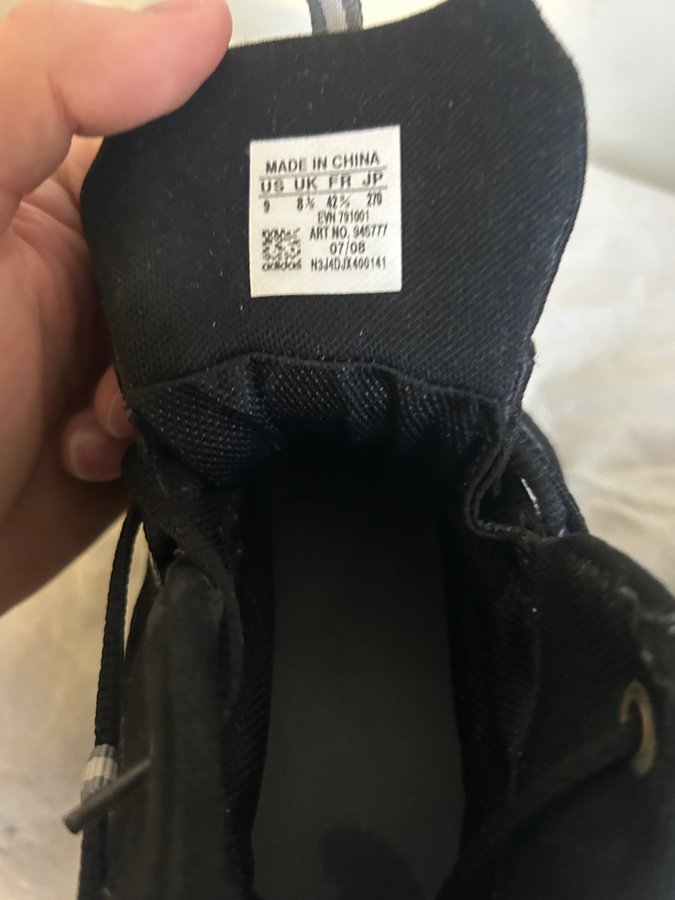 MADE IN CHINA
US UK FR JP
9 8½ 42⅔ 270
EVN 791001
ART NO. 945777
07/08
adidas N3J4DJX400141